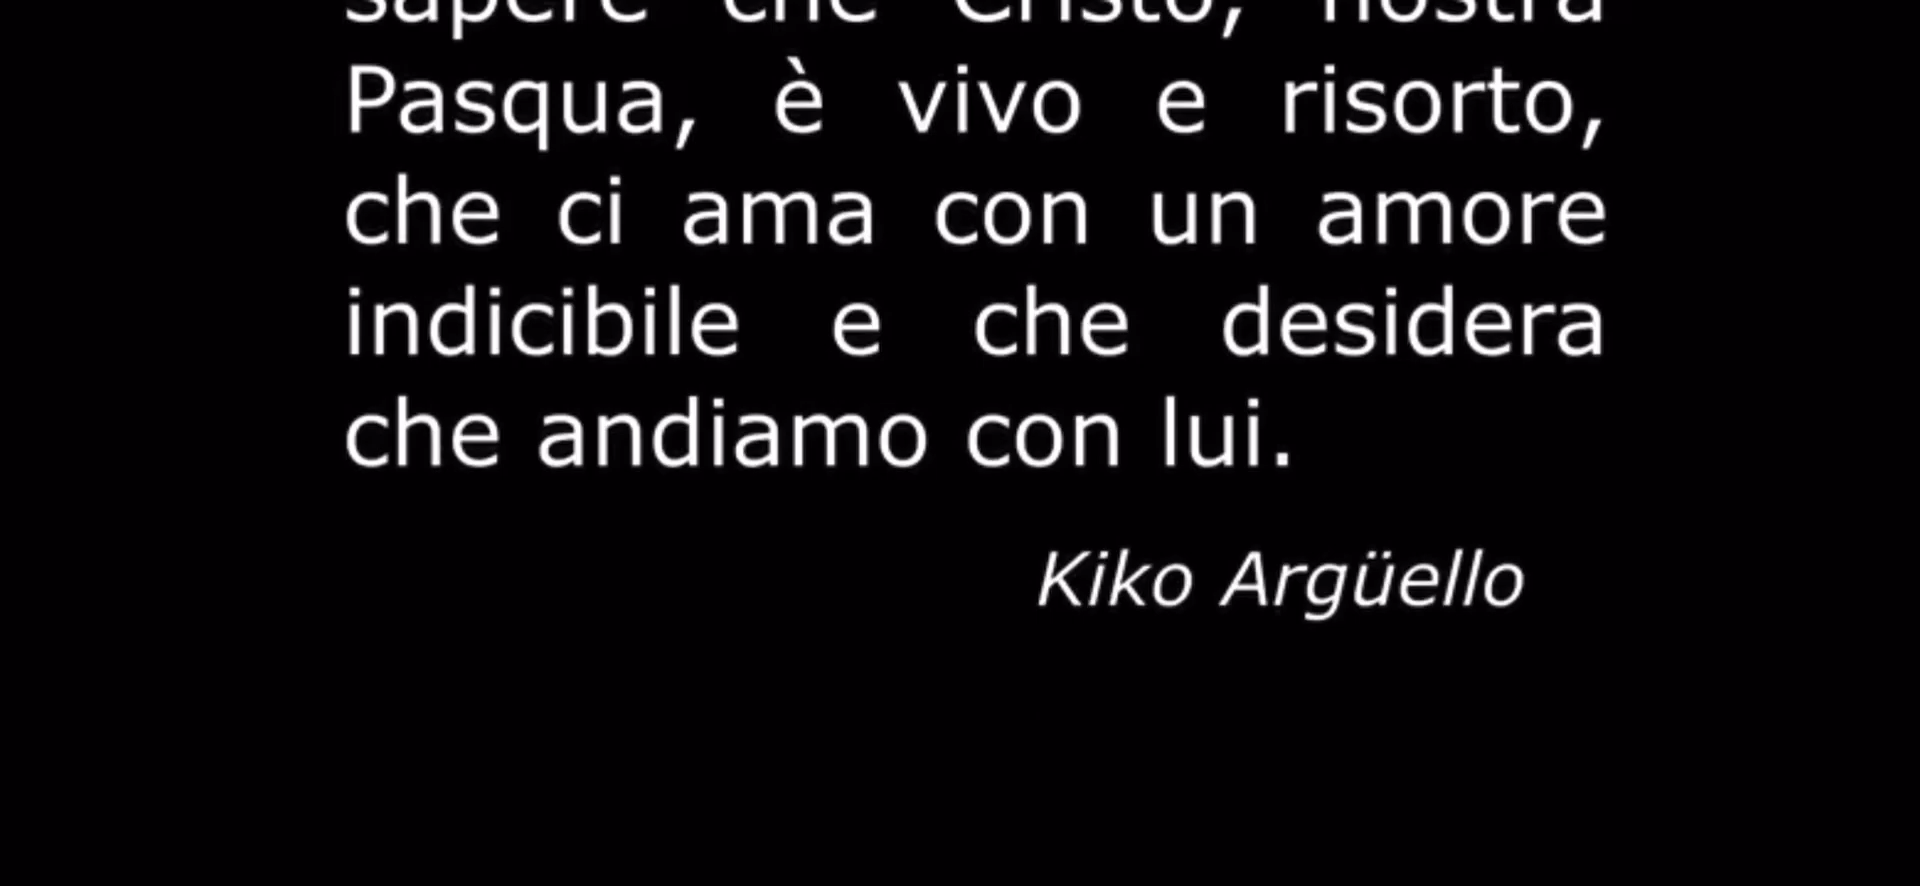 sapere che Cristo, nostra
Pasqua, è vivo e risorto,
che ci ama con un amore
indicibile e che desidera
che andiamo con lui.
Kiko Argüello